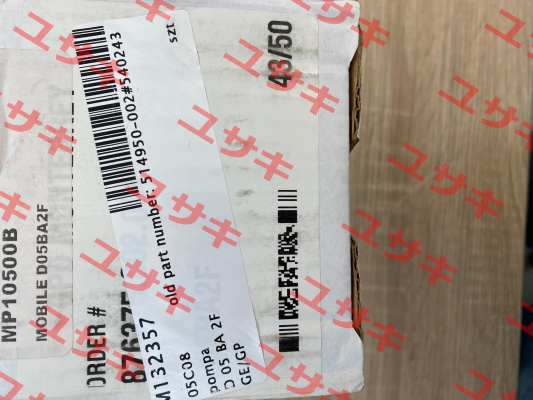 MP10500B
MOBILE D05BA2F
ORDER #
43/50
szt
old part number: 514950-002#540243
M132357
05C08
pompa
D 05 BA 2F
GE/GP
ユサキ